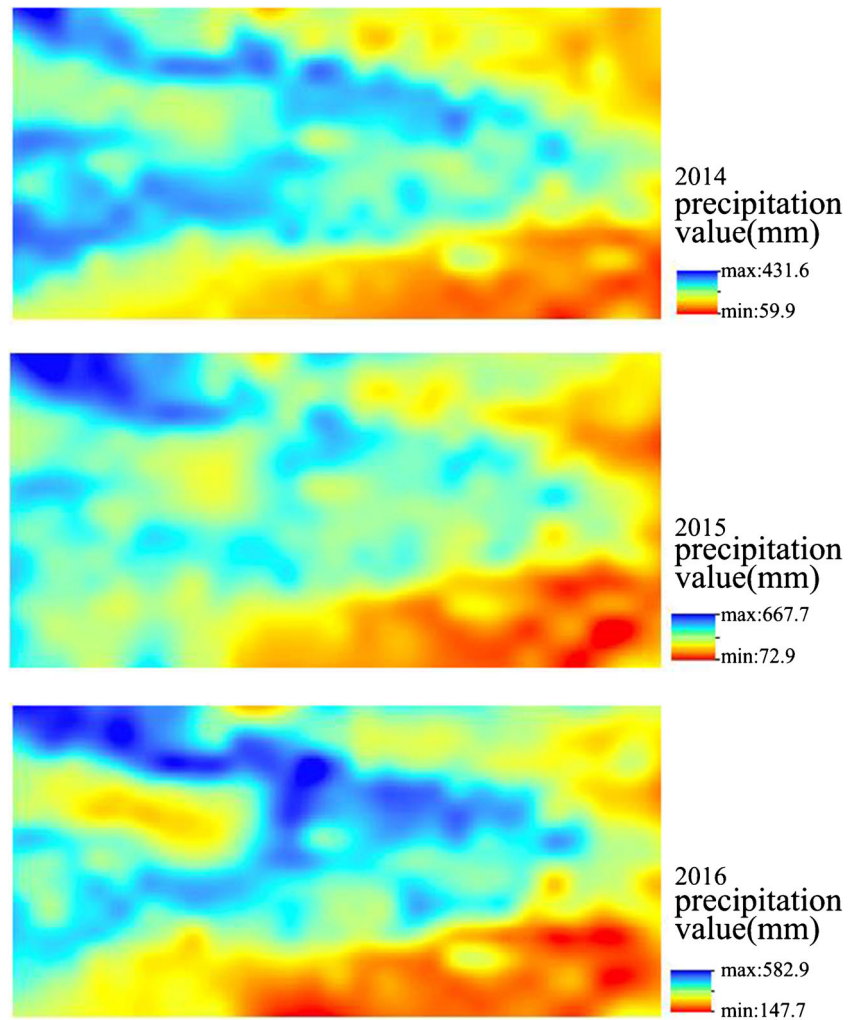 2014
precipitation
value(mm)
max:431.6
min:59.9
2015
precipitation
value(mm)
max:667.7
min:72.9
2016
precipitation
value(mm)
max:582.9
min:147.7